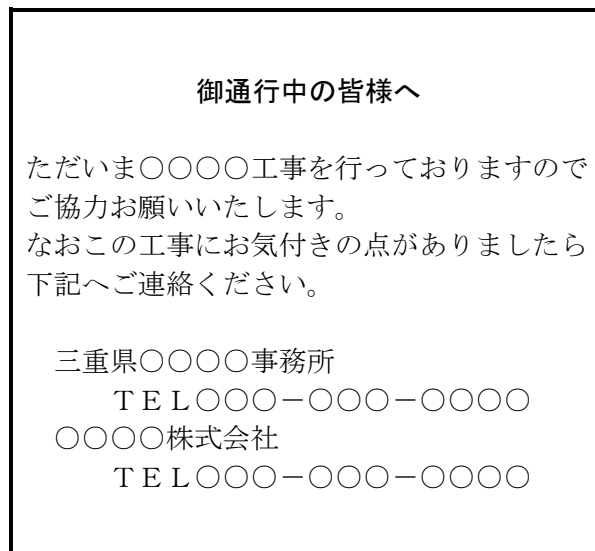 御通行中の皆様へ
ただいま○○○○工事を行っておりますので
ご協力お願いいたします。
なおこの工事にお気付きの点がありましたら
下記へご連絡ください。
三重県○○○○事務所
ＴＥＬ○○○－○○○－○○○○
○○○○株式会社
ＴＥＬ○○○－○○○－○○○○